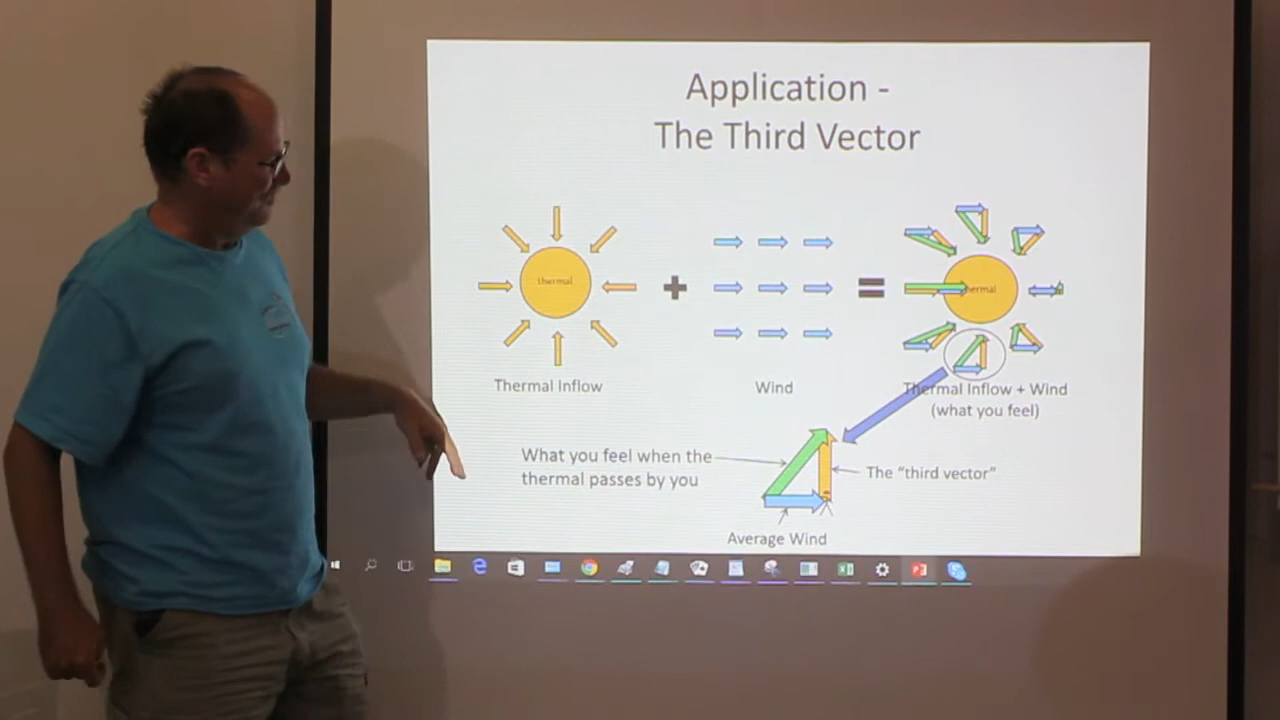 Application -
The Third Vector
thermal
Thermal Inflow
Wind
hermal
Thermal Inflow + Wind
(what you feel)
What you feel when the
thermal passes by you
The “third vector”
Average Wind